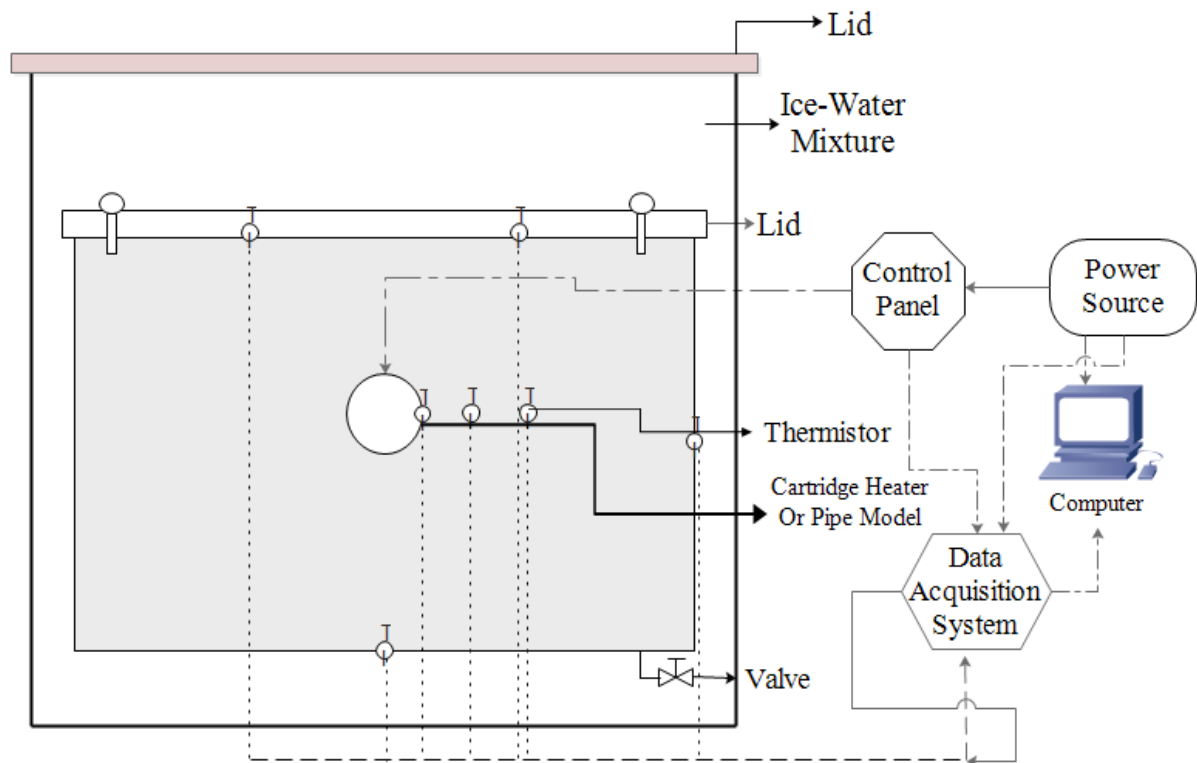 Lid
Ice-Water
Mixture
T
T
Lid
Control
Panel
Power
Source
T
T
T
T
Thermistor
Cartridge Heater
Or Pipe Model
Computer
Data
Acquisition
System
T
Valve